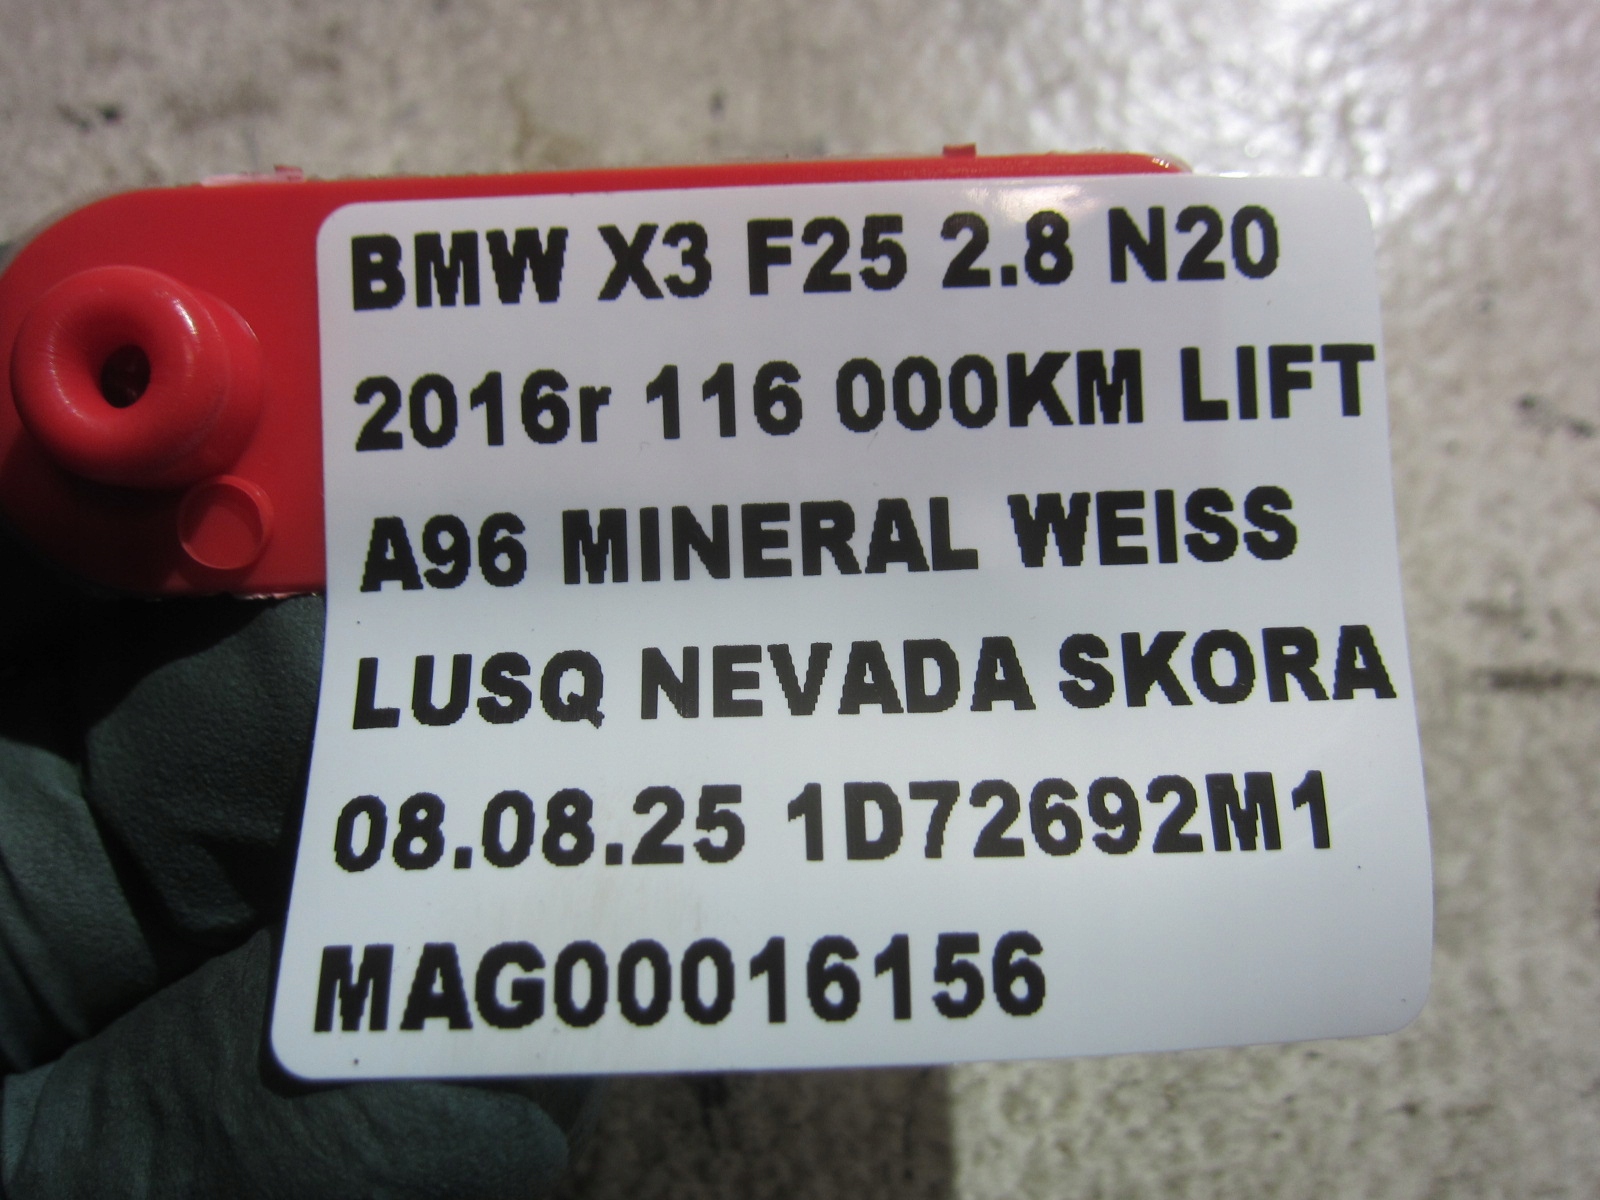 BMW X3 F25 2.8 N20
2016r 116 000KM LIFT
A96 MINERAL WEISS
LUSQ NEVADA SKORA
08.08.25 1D72692M1
MAG00016156